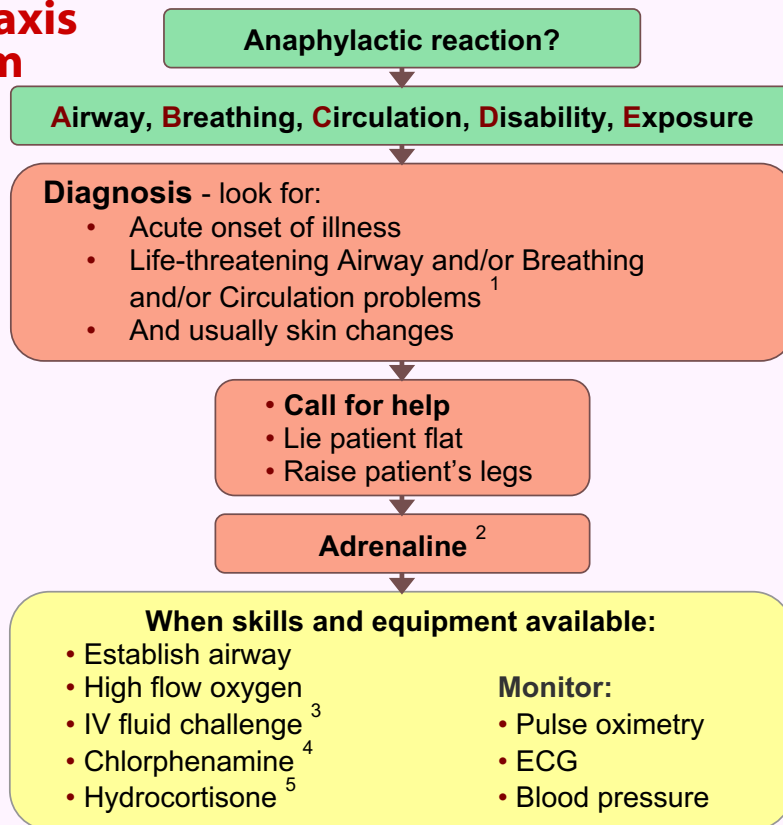 axis
m
Anaphylactic reaction?
Airway, Breathing, Circulation, Disability, Exposure
Diagnosis - look for:
• Acute onset of illness
• Life-threatening Airway and/or Breathing
and/or Circulation problems 1
• And usually skin changes
• Call for help
• Lie patient flat
• Raise patient's legs
Adrenaline 2
When skills and equipment available:
• Establish airway
• High flow oxygen
• IV fluid challenge 3
• Chlorphenamine 4
• Hydrocortisone 5
Monitor:
• Pulse oximetry
• ECG
• Blood pressure